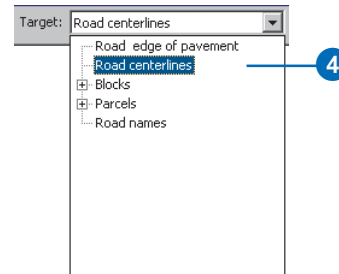 Target: Road centerlines
Road edge of pavement
Road centerlines
4
Blocks
Parcels
Road names